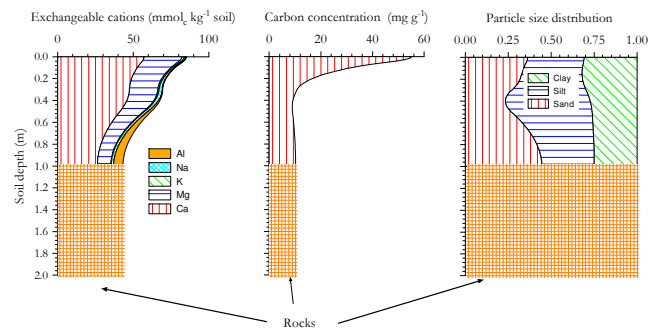 Exchangeable cations (mmolc kg-1 soil)
Carbon concentration (mg g-1)
Particle size distribution
0 50 100
0 20 40 60
0.00 0.25 0.50 0.75 1.00
Soil depth (m)
0.0
0.2
0.4
0.6
0.8
1.0
1.2
1.4
1.6
1.8
2.0
Al
Na
K
Mg
Ca
Clay
Silt
Sand
Rocks